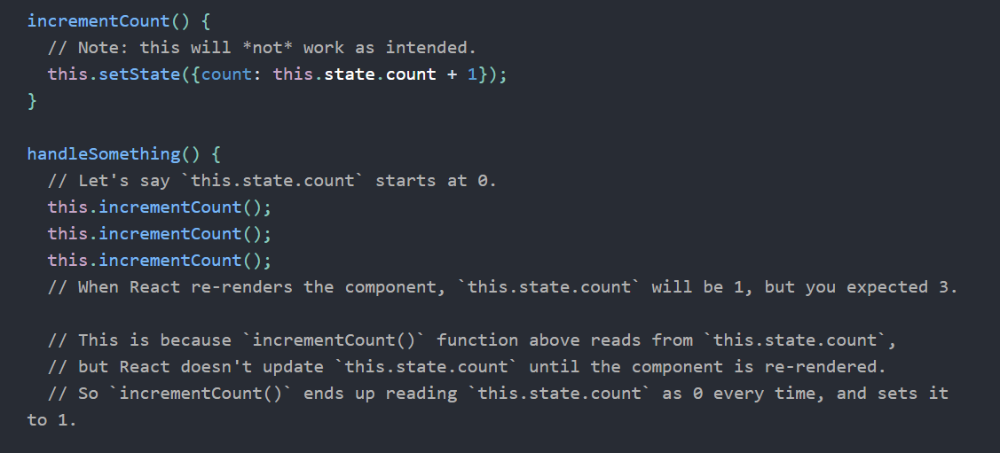 incrementCount() {
  // Note: this will *not* work as intended.
  this.setState({count: this.state.count + 1});
}

handleSomething() {
  // Let's say `this.state.count` starts at 0.
  this.incrementCount();
  this.incrementCount();
  this.incrementCount();
  // When React re-renders the component, `this.state.count` will be 1, but you expected 3.

  // This is because `incrementCount()` function above reads from `this.state.count`,
  // but React doesn't update `this.state.count` until the component is re-rendered.
  // So `incrementCount()` ends up reading `this.state.count` as 0 every time, and sets it
to 1.